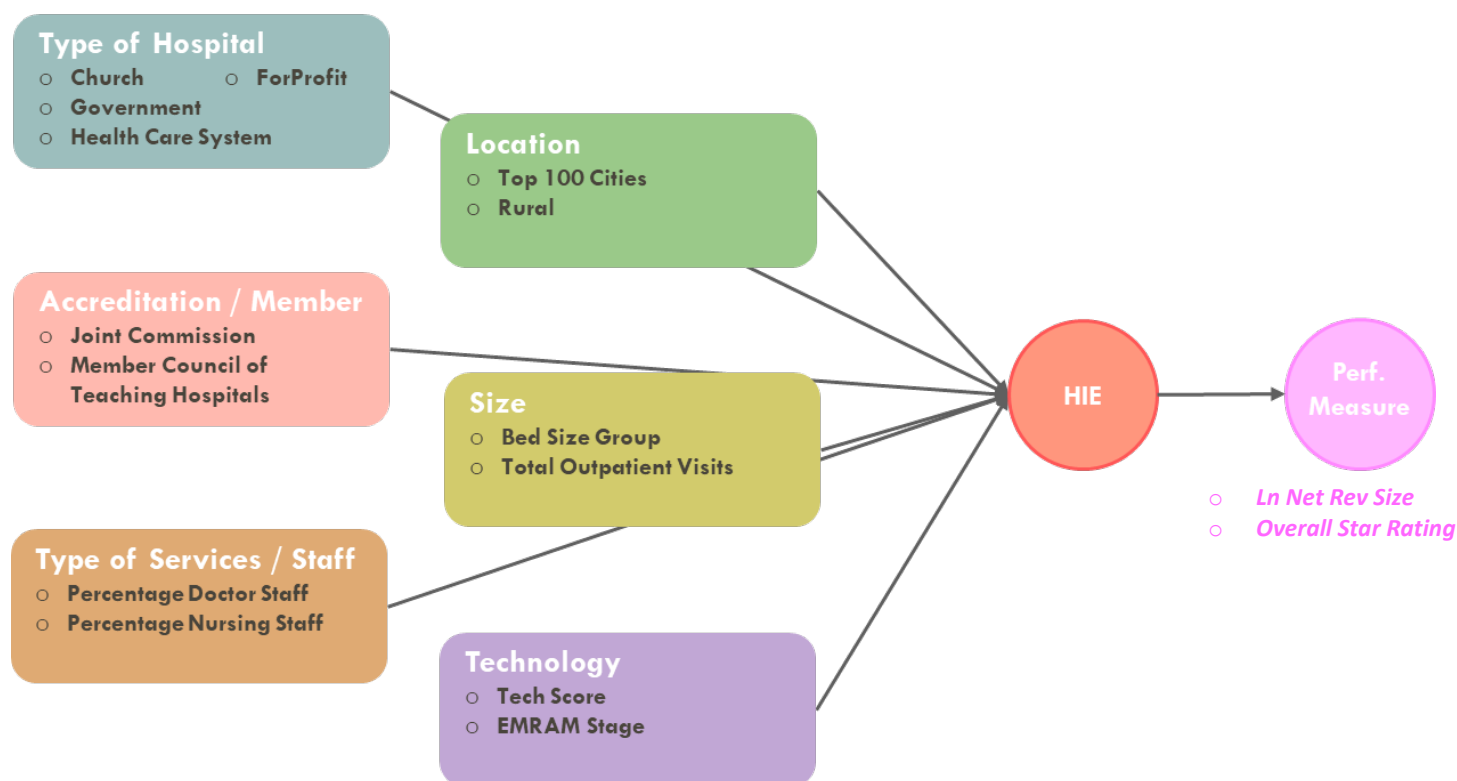 Type of Hospital
o Church o ForProfit
o Government
o Health Care System
Location
o Top 100 Cities
o Rural
Accreditation / Member
o Joint Commission
o Member Council of
Teaching Hospitals
Size
o Bed Size Group
o Total Outpatient Visits
Type of Services / Staff
o Percentage Doctor Staff
o Percentage Nursing Staff
Technology
o Tech Score
o EMRAM Stage
HIE
Perf.
Measure
o Ln Net Rev Size
o Overall Star Rating